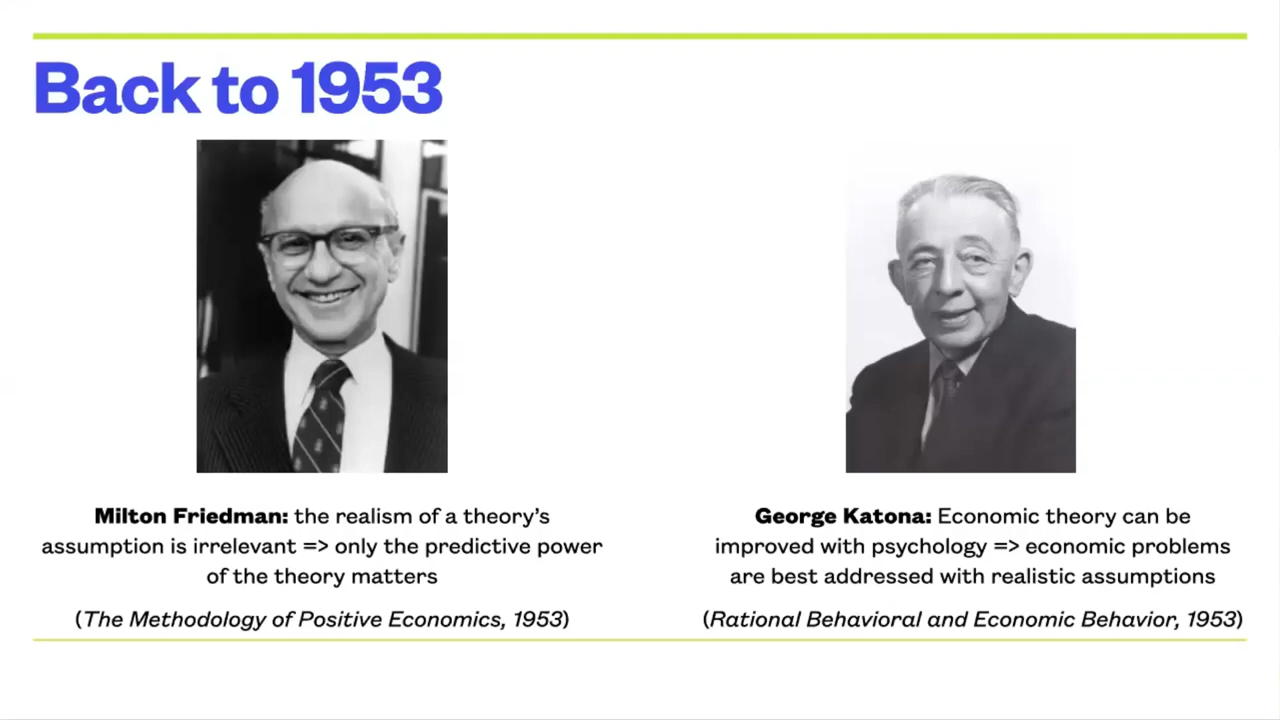 Back to 1953
Milton Friedman: the realism of a theory’s
assumption is irrelevant => only the predictive power
of the theory matters
(The Methodology of Positive Economics, 1953)
George Katona: Economic theory can be
improved with psychology => economic problems
are best addressed with realistic assumptions
(Rational Behavioral and Economic Behavior, 1953)